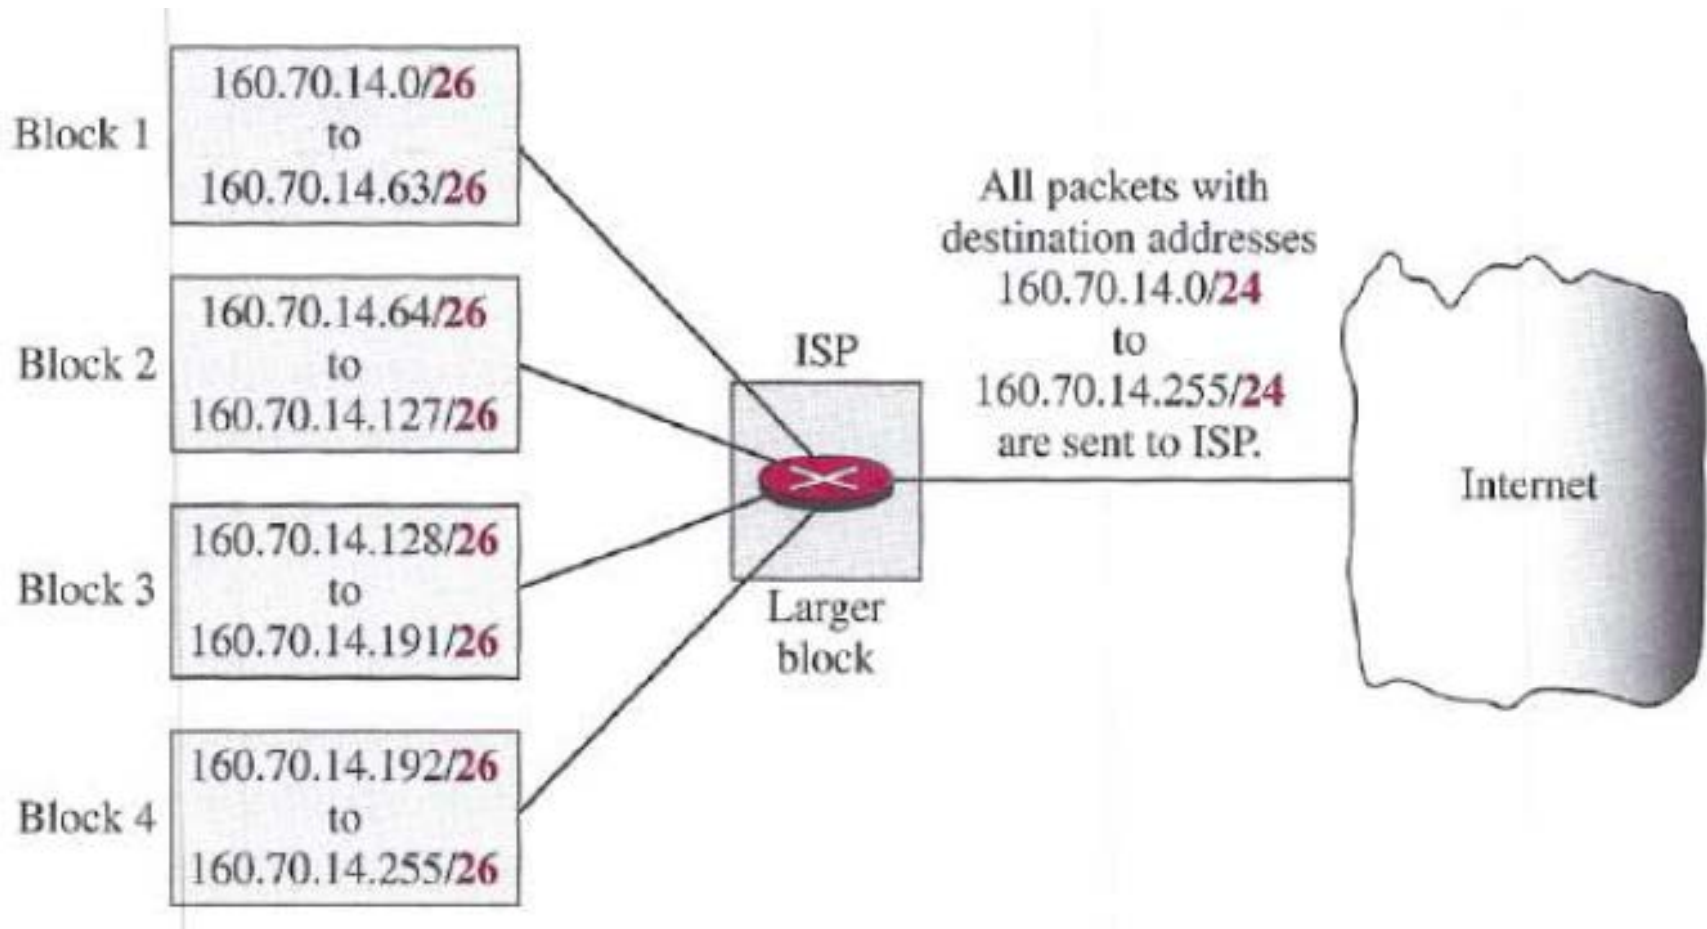 Block 1
160.70.14.0/26
to
160.70.14.63/26
Block 2
160.70.14.64/26
to
160.70.14.127/26
Block 3
160.70.14.128/26
to
160.70.14.191/26
Block 4
160.70.14.192/26
to
160.70.14.255/26
ISP
Larger
block
All packets with
destination addresses
160.70.14.0/24
to
160.70.14.255/24
are sent to ISP.
Internet